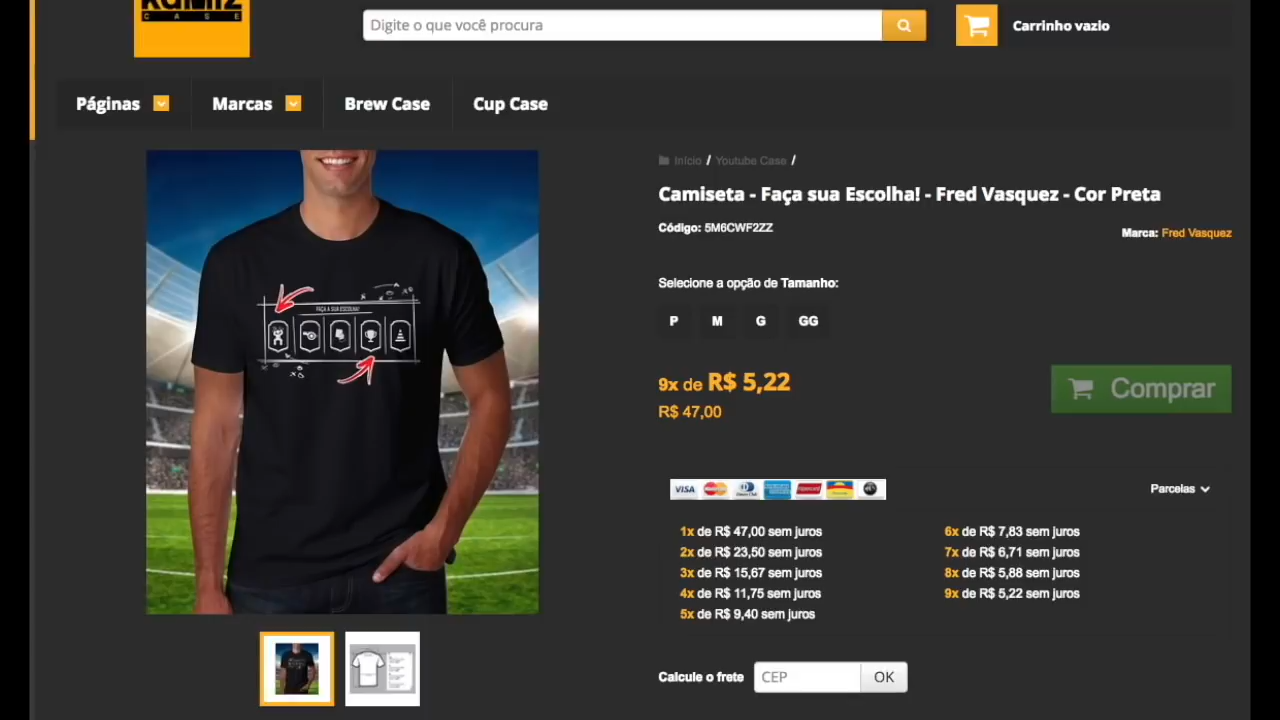 CASE
Digite o que você procura
Carrinho vazio
Páginas
Marcas
Brew Case
Cup Case
Início / Youtube Case /
Camiseta - Faça sua Escolha! - Fred Vasquez - Cor Preta
Código: 5M6CWF2ZZ
Marca: Fred Vasquez
FAÇA A SUA ESCOLHA!
Selecione a opção de Tamanho:
P M G GG
9x de R$ 5,22
R$ 47,00
Comprar
VISA
Parcelas
1x de R$ 47,00 sem juros
2x de R$ 23,50 sem juros
3x de R$ 15,67 sem juros
4x de R$ 11,75 sem juros
5x de R$ 9,40 sem juros
6x de R$ 7,83 sem juros
7x de R$ 6,71 sem juros
8x de R$ 5,88 sem juros
9x de R$ 5,22 sem juros
Calcule o frete
CEP
OK